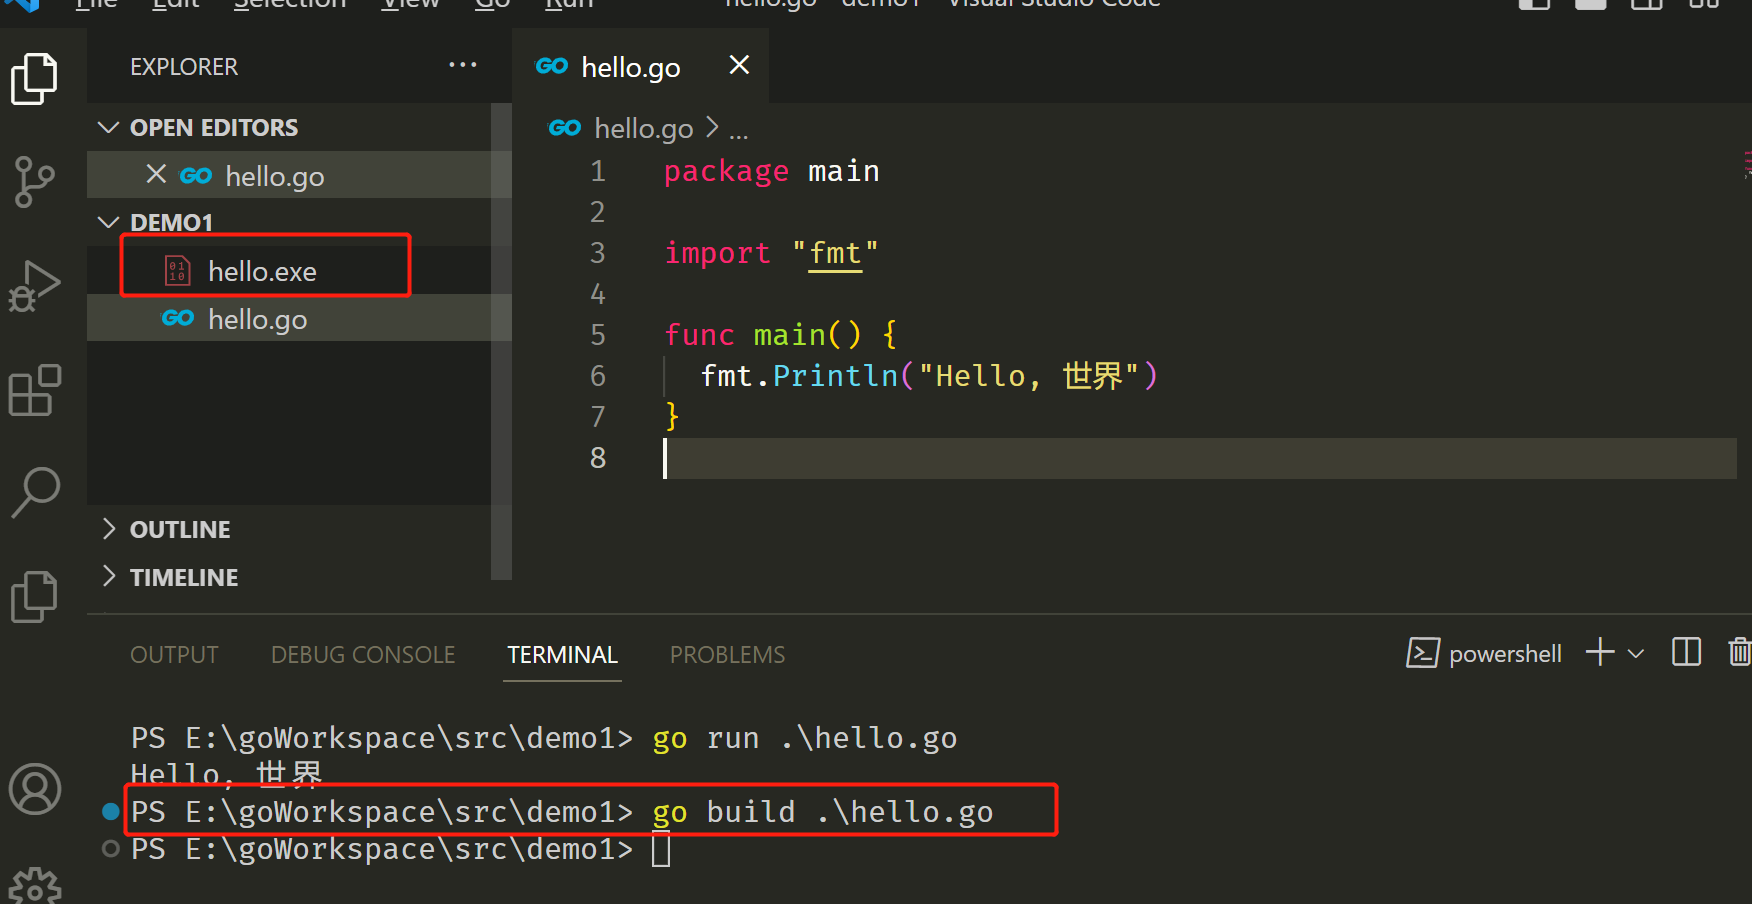 File Edit Selection View Go Run hello.go - demo1 - Visual Studio Code
EXPLORER ...
OPEN EDITORS
GO hello.go
DEMO1
hello.exe
GO hello.go
OUTLINE
TIMELINE
GO hello.go
GO hello.go > ...
1 package main
2
3 import "fmt"
4
5 func main() {
6 fmt.Println("Hello, 世界")
7 }
8
OUTPUT DEBUG CONSOLE TERMINAL PROBLEMS powershell
PS E:\goWorkspace\src\demo1> go run .\hello.go
Hello, 世界
PS E:\goWorkspace\src\demo1> go build .\hello.go
PS E:\goWorkspace\src\demo1>